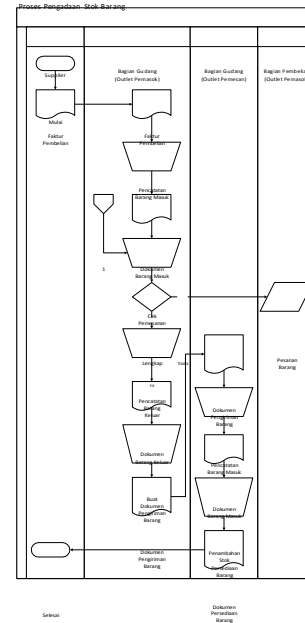 Proses Pengadaan Stok Barang
Supplier
Bagian Gudang
(Outlet Pemasok)
Bagian Gudang
(Outlet Pemesan)
Bagian Pembelian
(Outlet Pemasok)
Mulai
Faktur
Pembelian
Faktur
Pembelian
Pencatatan
Barang Masuk
1
Dokumen
Barang Masuk
Cek
Pemesanan
Lengkap
Ya
Pencatatan
Barang
Keluar
Dokumen
Barang Keluar
Buat
Dokumen
Pengiriman
Barang
Dokumen
Pengiriman
Barang
Pesanan
Barang
Dokumen
Pengiriman
Barang
Pencatatan
Barang Masuk
Dokumen
Barang Masuk
Penambahan
Stok
Persediaan
Barang
Selesai
Dokumen
Persediaan
Barang